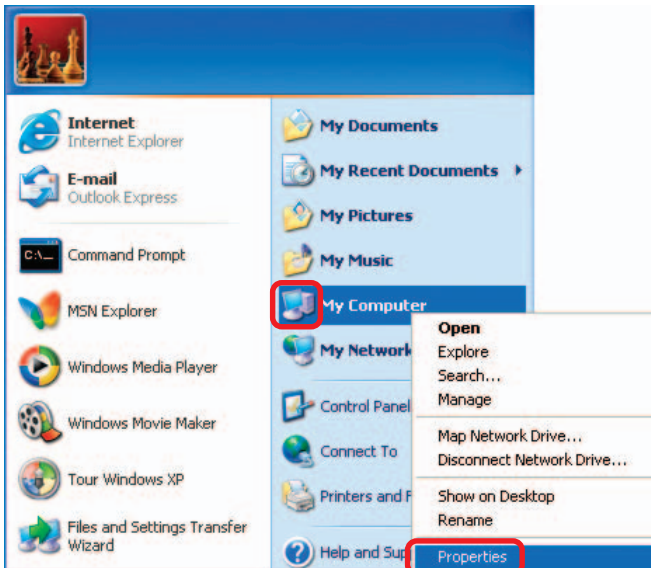 Internet
Internet Explorer
E-mail
Outlook Express
C:\_
Command Prompt
MSN Explorer
Windows Media Player
Windows Movie Maker
Tour Windows XP
Files and Settings Transfer
Wizard
My Documents
My Recent Documents
My Pictures
My Music
My Computer
My Network
Control Panel
Connect To
Printers and F
Help and Sup
Open
Explore
Search...
Manage
Map Network Drive...
Disconnect Network Drive...
Show on Desktop
Rename
Properties